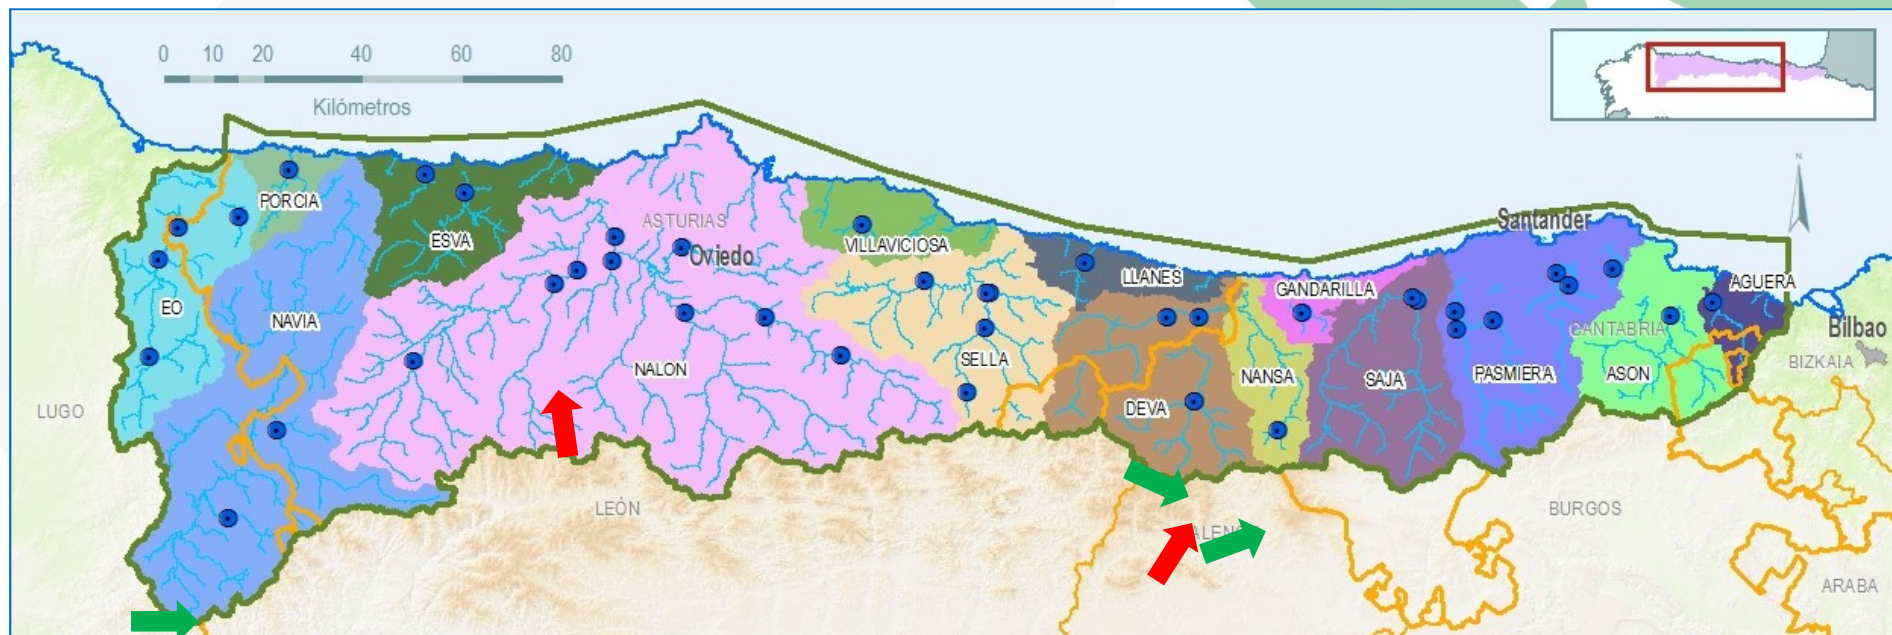 0 10 20 40 60 80
Kilómetros
N
PORCIA
ESVA
ASTURIAS
Oviedo
VILLAVICIOSA
Santander
LLANES
GANDARILLA
AGUERA
EO
NAVIA
NALON
SELLA
DEVA
NANSA
SAJA
PASMIERA
CANTABRIA
ASON
Bilbao
BIZKAIA
LUGO
LEÓN
BURGOS
ARABA